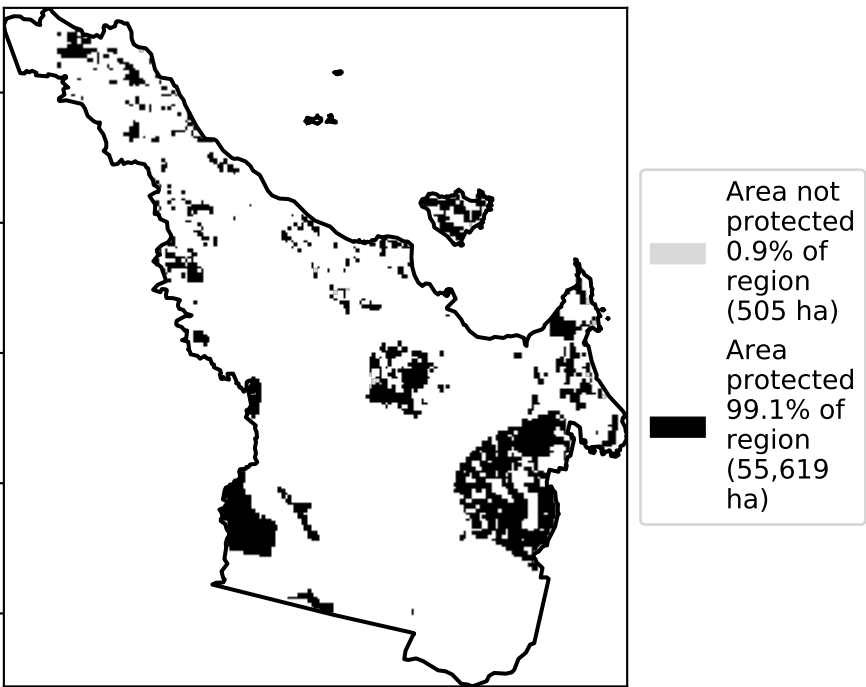 Area not
protected
0.9% of
region
(505 ha)
Area
protected
99.1% of
region
(55,619
ha)